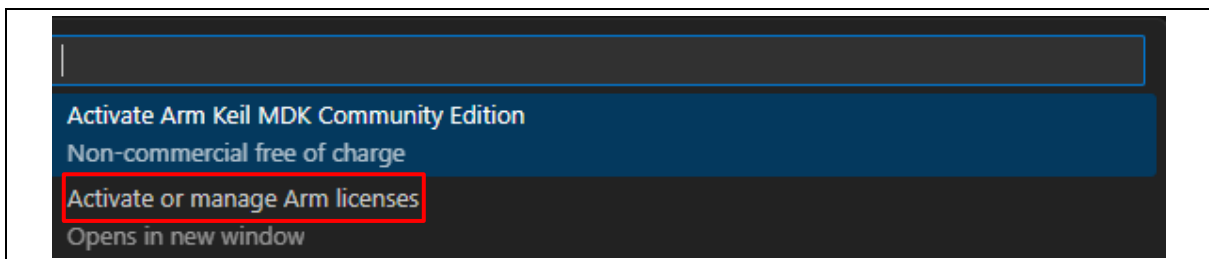 Activate Arm Keil MDK Community Edition
Non-commercial free of charge
Activate or manage Arm licenses
Opens in new window